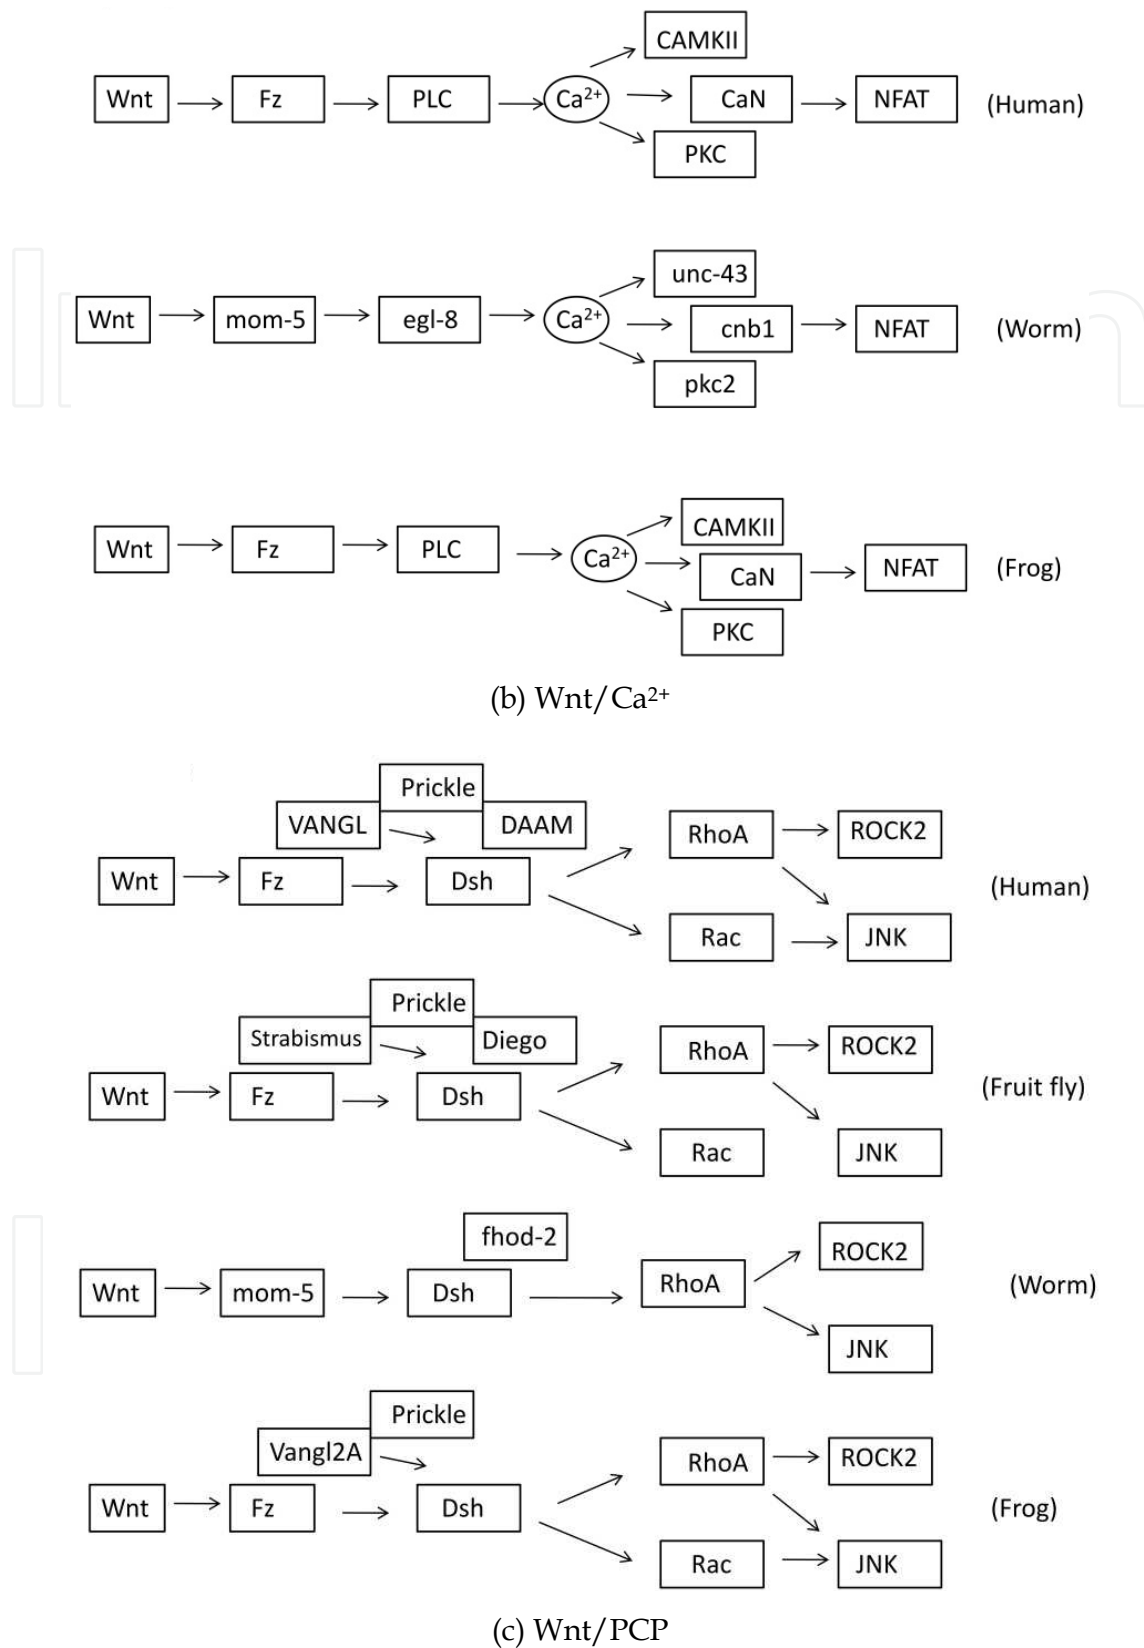 CAMKII
Wnt Fz PLC Ca²⁺ CaN NFAT (Human)
PKC
unc-43
Wnt mom-5 egl-8 Ca²⁺ cnb1 NFAT (Worm)
pkc2
CAMKII
Wnt Fz PLC Ca²⁺ CaN NFAT (Frog)
PKC
(b) Wnt/Ca²⁺
Prickle
VANGL DAAM RhoA ROCK2
Wnt Fz Dsh (Human)
Rac JNK
Prickle
Strabismus Diego RhoA ROCK2
Wnt Fz Dsh (Fruit fly)
Rac JNK
fhod-2
ROCK2
Wnt mom-5 Dsh RhoA (Worm)
JNK
Prickle
Vangl2A RhoA ROCK2
Wnt Fz Dsh (Frog)
Rac JNK
(c) Wnt/PCP